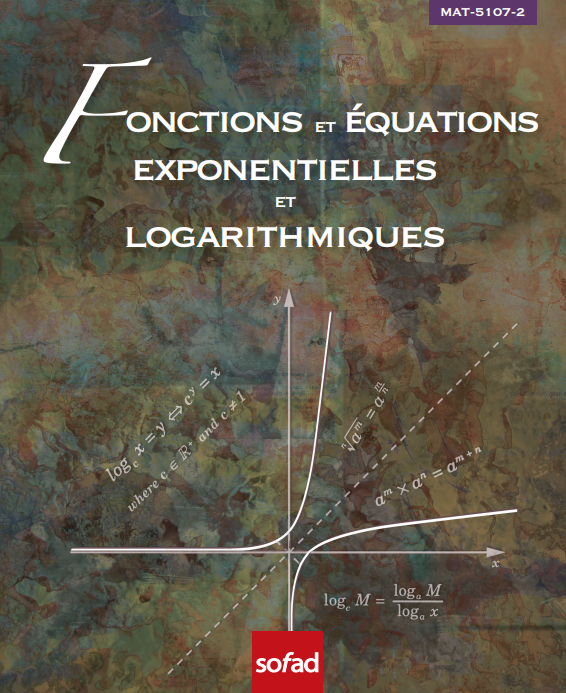 MAT-5107-2
FONCTIONS ET ÉQUATIONS
EXPONENTIELLES
ET
LOGARITHMIQUES
y
log_c x = y ⇔ c^y = x
where c ∈ ℝ⁺ and c ≠ 1
ⁿ√a^m = a^(m/n)
a^m × a^n = a^(m+n)
x
log_c M = log_a M / log_a x
sofad